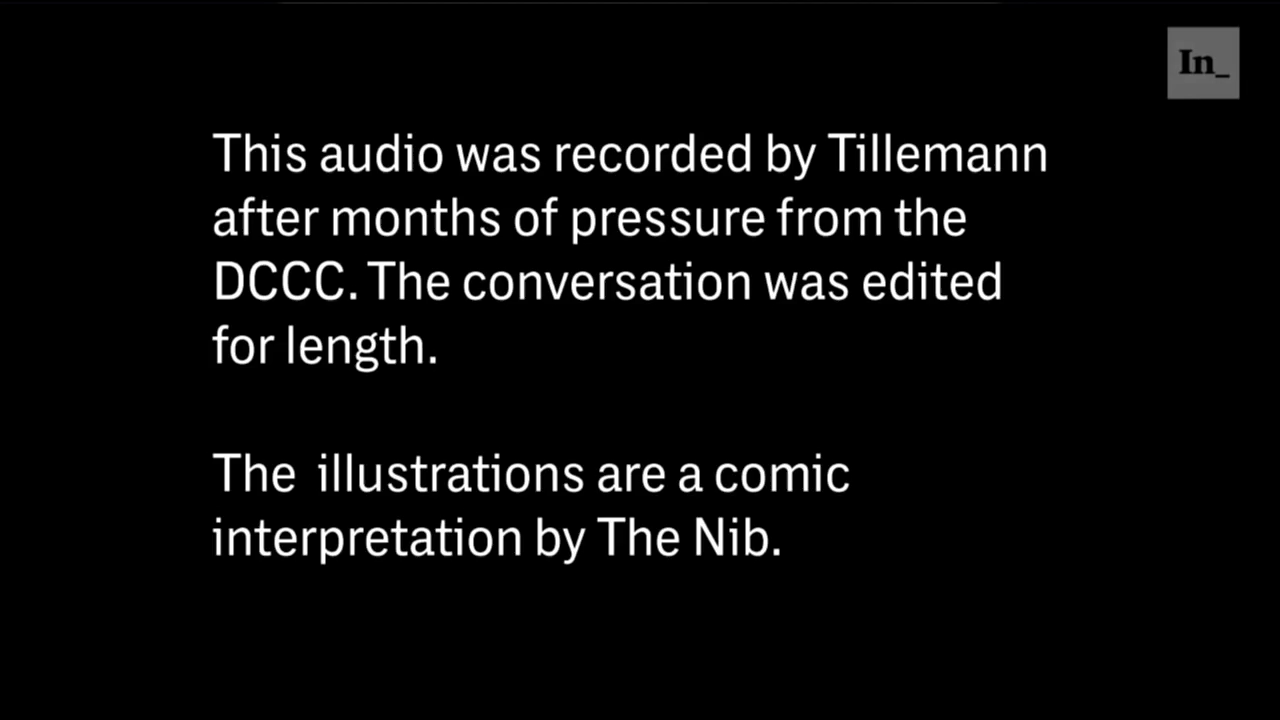 In_
This audio was recorded by Tillemann
after months of pressure from the
DCCC. The conversation was edited
for length.
The illustrations are a comic
interpretation by The Nib.